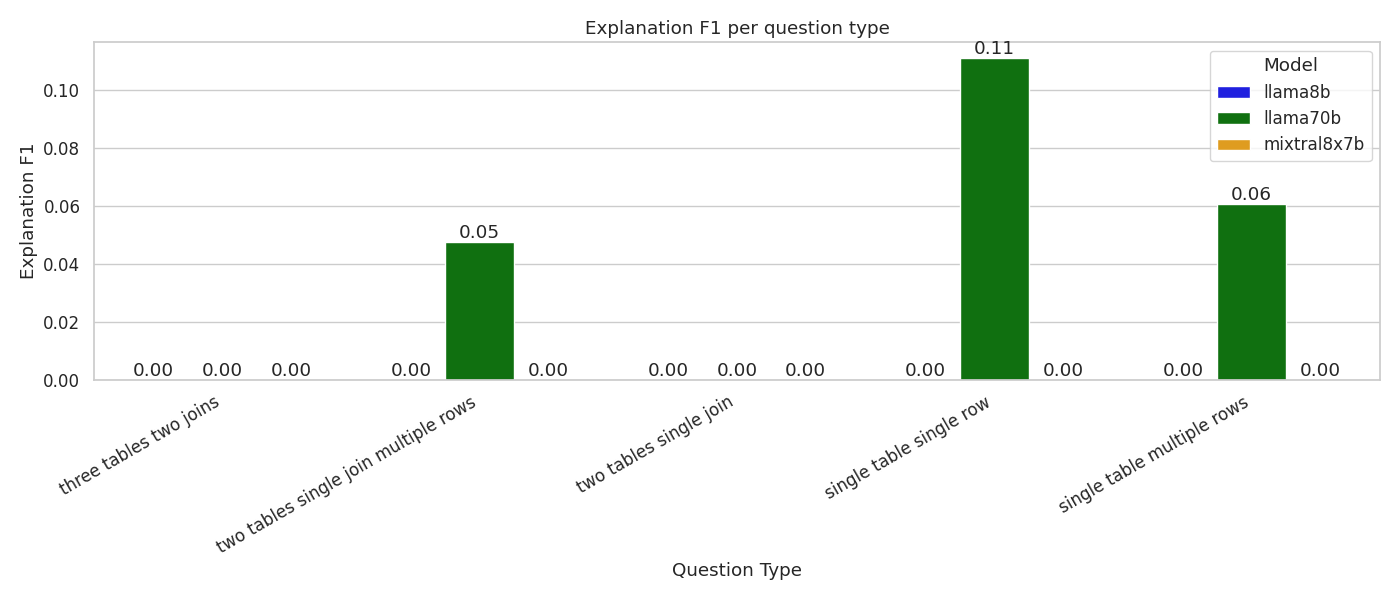 Explanation F1 per question type
Explanation F1
0.10
0.08
0.06
0.04
0.02
0.00
0.00 0.00 0.00
0.00 0.05 0.00
0.00 0.00 0.00
0.00 0.11 0.00
0.00 0.06 0.00
Model
llama8b
llama70b
mixtral8x7b
three tables two joins
two tables single join multiple rows
two tables single join
single table single row
single table multiple rows
Question Type